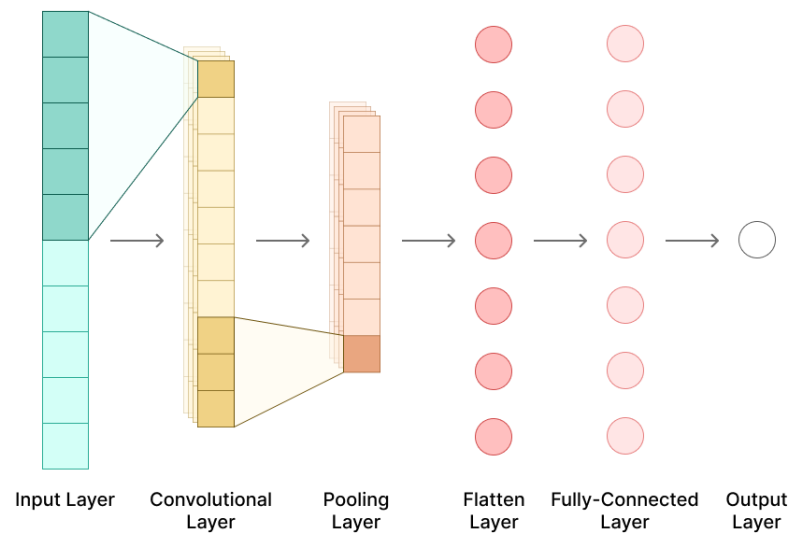 Input Layer
Convolutional
Layer
Pooling
Layer
Flatten
Layer
Fully-Connected
Layer
Output
Layer